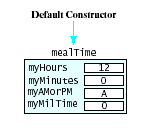 Default Constructor
mealTime
myHours 12
myMinutes 0
myAMorPM A
myMilTime 0